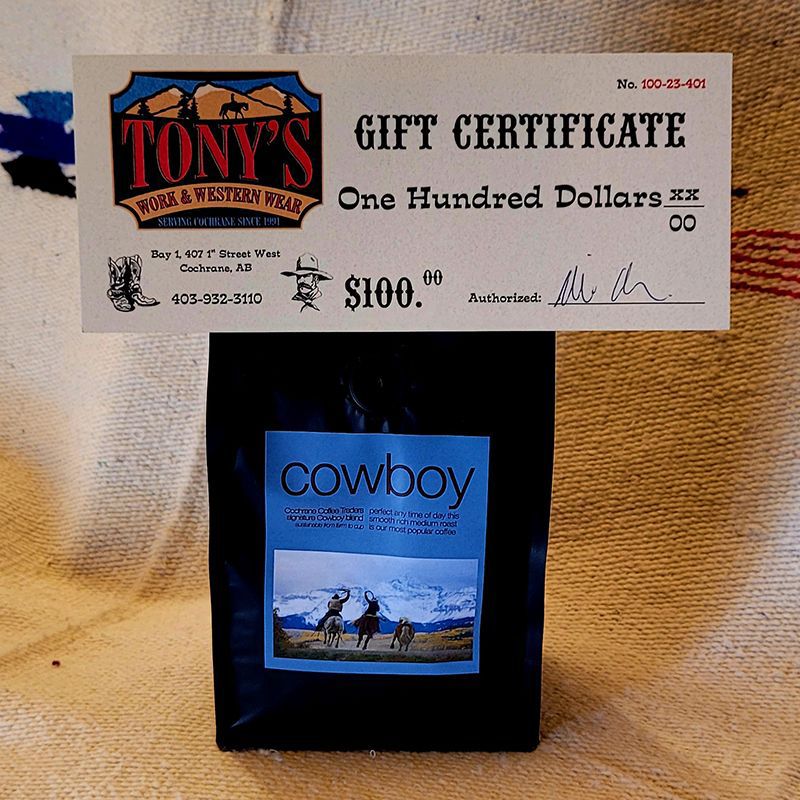 No. 100-23-401
TONY'S
WORK & WESTERN WEAR
SERVING COCHRANE SINCE 1991
GIFT CERTIFICATE
One Hundred Dollars xx
00
Bay 1, 407 1st Street West
Cochrane, AB
403-932-3110
$100.00
Authorized:
cowboy
Cochrane Coffee Traders
signature Cowboy blend
sustainable from farm to cup
perfect any time of day this
smooth rich medium roast
is our most popular coffee